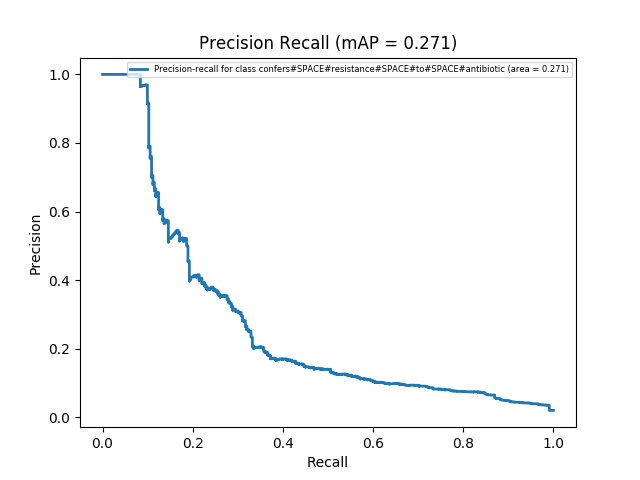 Precision Recall (mAP = 0.271)
Precision-recall for class confers#SPACE#resistance#SPACE#to#SPACE#antibiotic (area = 0.271)
1.0
0.8
0.6
0.4
0.2
0.0
Precision
0.0 0.2 0.4 0.6 0.8 1.0
Recall